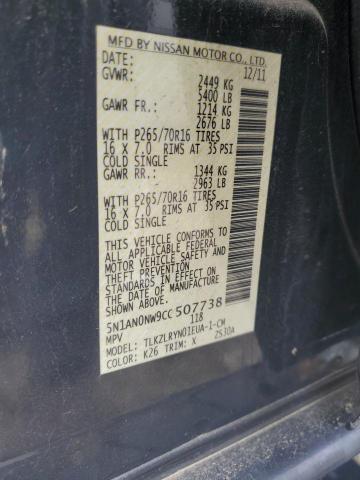 MFD BY NISSAN MOTOR CO., LTD.
DATE: 12/11
GVWR: 2449 KG
5400 LB
GAWR FR.: 1214 KG
2676 LB
WITH P265/70R16 TIRES
16 X 7.0 RIMS AT 35 PSI
COLD SINGLE
GAWR RR.: 1344 KG
2963 LB
WITH P265/70R16 TIRES
16 X 7.0 RIMS AT 35 PSI
COLD SINGLE
THIS VEHICLE CONFORMS TO
ALL APPLICABLE FEDERAL
MOTOR VEHICLE SAFETY AND
THEFT PREVENTION
STANDARDS IN EFFECT ON
THE DATE OF MANUFACTURE
SHOWN ABOVE.
5N1AN0NW9CC507738
MPV 118
MODEL: TLKZLRYN01EUA-1-CM
COLOR: K26 TRIM: X 2S30A